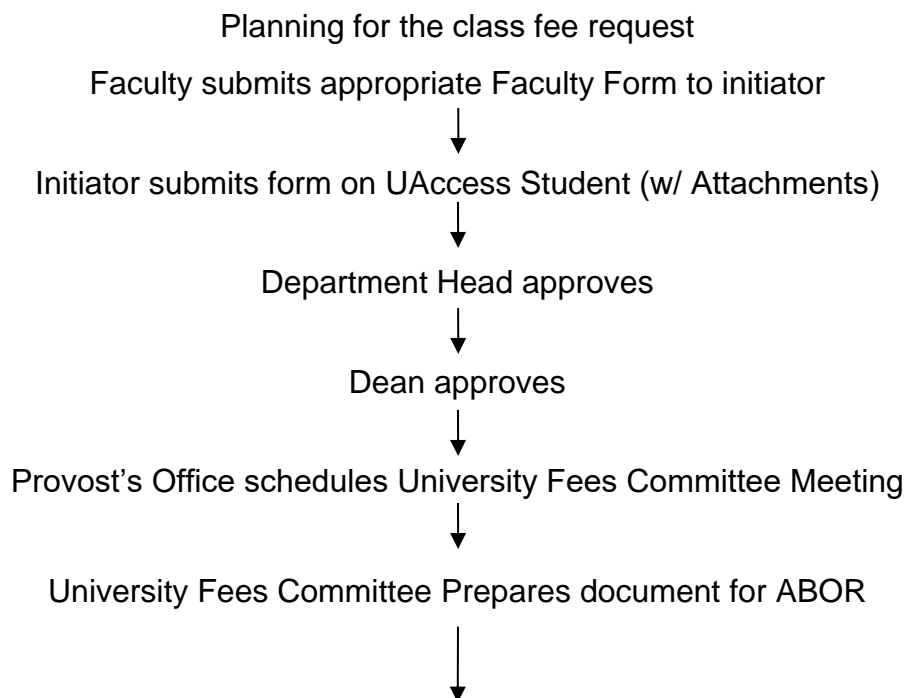 Planning for the class fee request
Faculty submits appropriate Faculty Form to initiator
Initiator submits form on UAccess Student (w/ Attachments)
Department Head approves
Dean approves
Provost’s Office schedules University Fees Committee Meeting
University Fees Committee Prepares document for ABOR